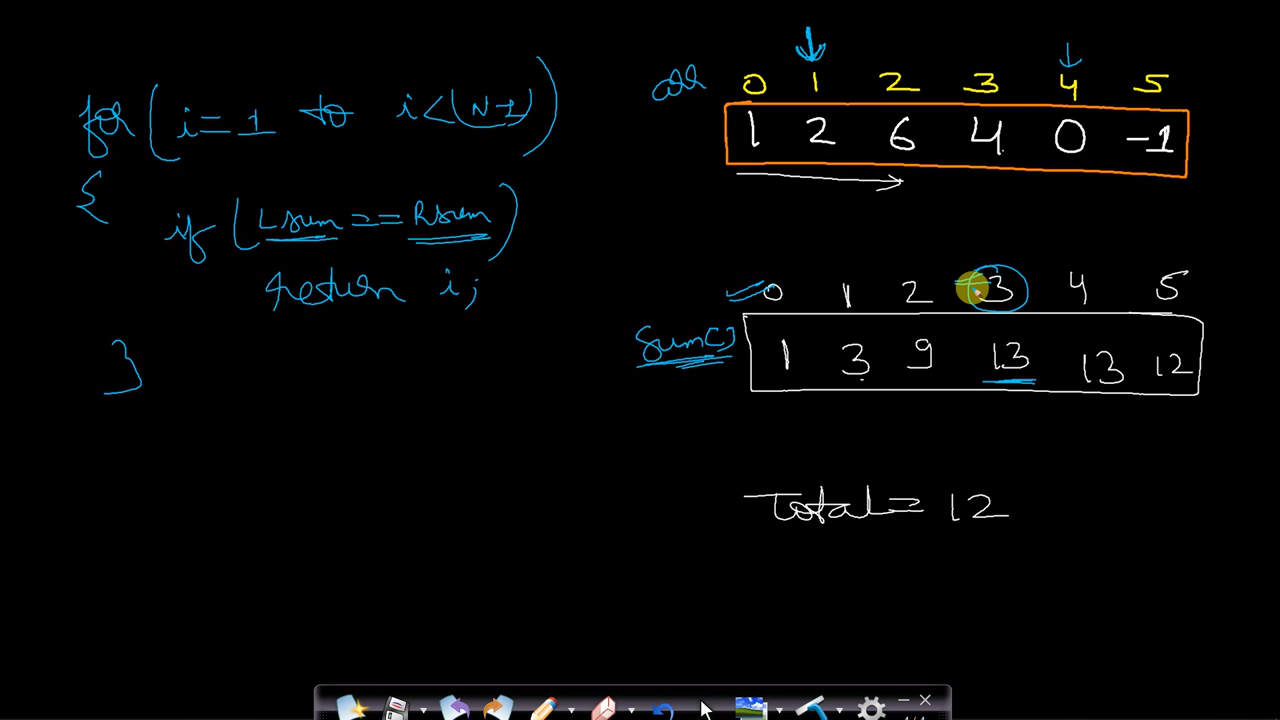 for ( i=1 to i<(N-1) )
{
if ( Lsum == Rsum )
return i;
}
arr 0 1 2 3 4 5
1 2 6 4 0 -1
0 1 2 3 4 5
Sum[] 1 3 9 13 13 12
Total = 12